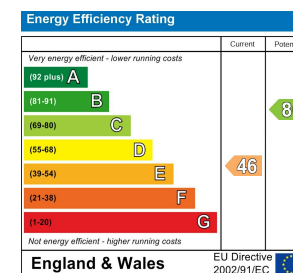 Energy Efficiency Rating
Current
Very energy efficient - lower running costs
(92 plus) A
(81-91) B
(69-80) C
(55-68) D
(39-54) E
46
(21-38) F
(1-20) G
Not energy efficient - higher running costs
England & Wales
EU Directive
2002/91/EC